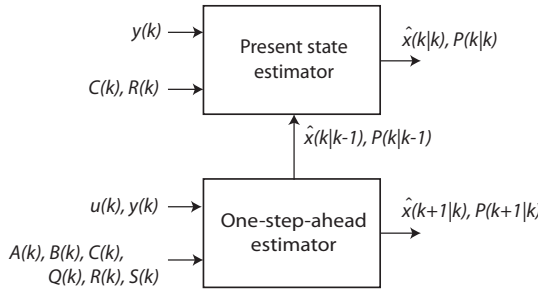 y(k)
C(k), R(k)
Present state
estimator
x̂(k|k), P(k|k)
x̂(k|k-1), P(k|k-1)
u(k), y(k)
A(k), B(k), C(k),
Q(k), R(k), S(k)
One-step-ahead
estimator
x̂(k+1|k), P(k+1|k)